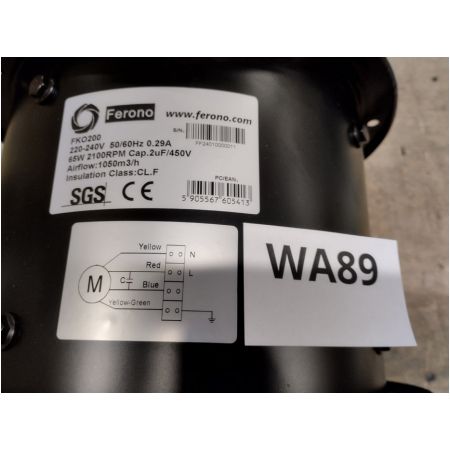 Ferono
www.ferono.com
FKO200
S/N.
FF24010000011
220-240V 50/60Hz 0.29A
65W 2100RPM Cap.2uF/450V
Airflow:1050m3/h
Insulation Class:CL.F
SGS
CE
PC/EAN.
5 905567 605413
Yellow
N
Red
L
M
C
Blue
Yellow-Green
WA89